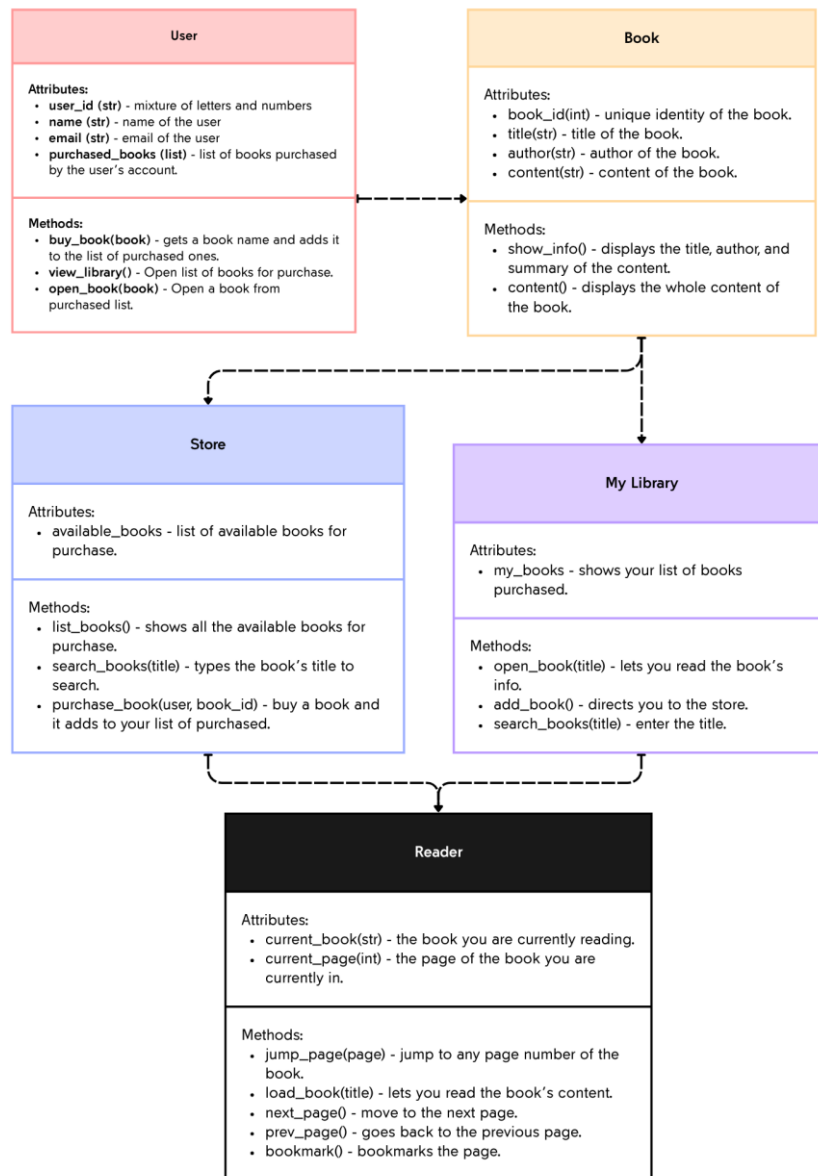 User
Attributes:
• user_id (str) - mixture of letters and numbers
• name (str) - name of the user
• email (str) - email of the user
• purchased_books (list) - list of books purchased
by the user's account.
Methods:
• buy_book(book) - gets a book name and adds it
to the list of purchased ones.
• view_library() - Open list of books for purchase.
• open_book(book) - Open a book from
purchased list.
Book
Attributes:
• book_id(int) - unique identity of the book.
• title(str) - title of the book.
• author(str) - author of the book.
• content(str) - content of the book.
Methods:
• show_info() - displays the title, author, and
summary of the content.
• content() - displays the whole content of
the book.
Store
Attributes:
• available_books - list of available books for
purchase.
Methods:
• list_books() - shows all the available books for
purchase.
• search_books(title) - types the book's title to
search.
• purchase_book(user, book_id) - buy a book and
it adds to your list of purchased.
My Library
Attributes:
• my_books - shows your list of books
purchased.
Methods:
• open_book(title) - lets you read the book's
info.
• add_book() - directs you to the store.
• search_books(title) - enter the title.
Reader
Attributes:
• current_book(str) - the book you are currently reading.
• current_page(int) - the page of the book you are
currently in.
Methods:
• jump_page(page) - jump to any page number of the
book.
• load_book(title) - lets you read the book's content.
• next_page() - move to the next page.
• prev_page() - goes back to the previous page.
• bookmark() - bookmarks the page.